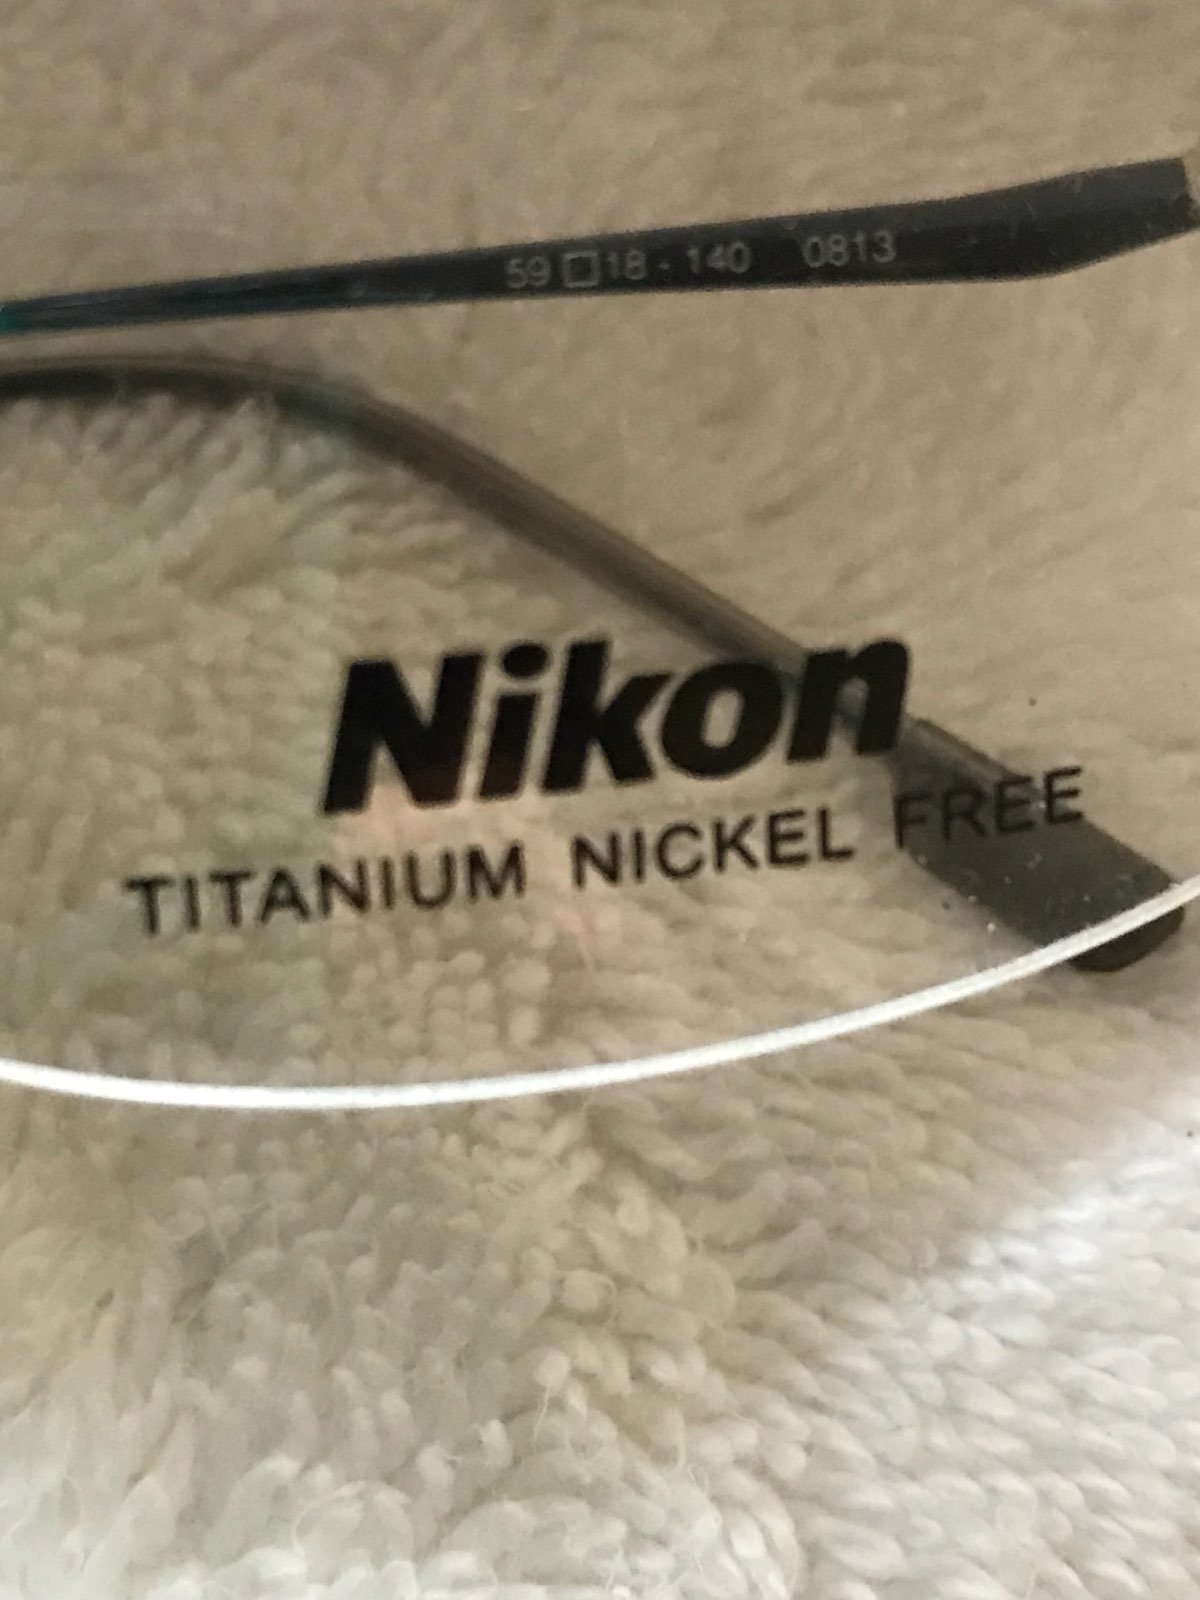 59□18 - 140 0813
Nikon
TITANIUM NICKEL FREE